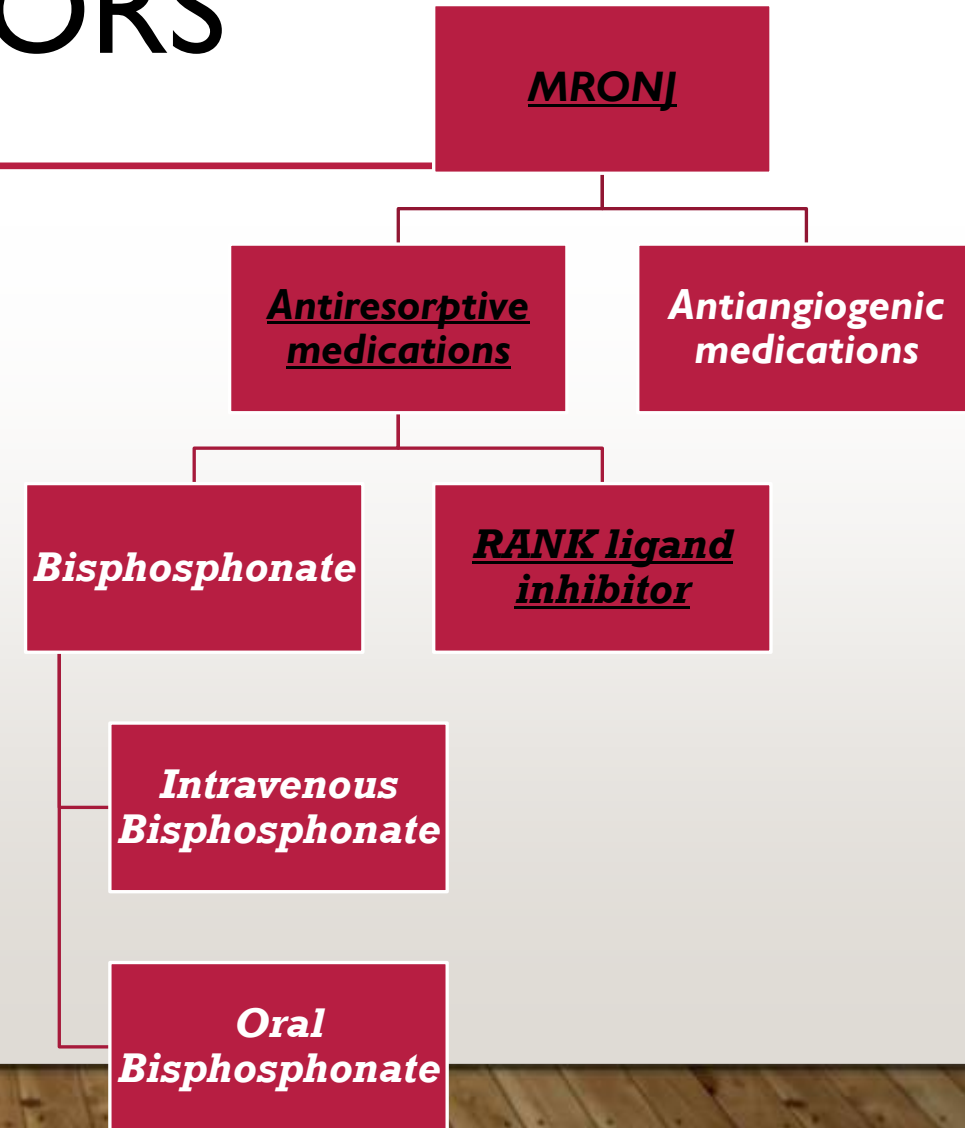 ORS
MRONJ
Antiresorptive
medications
Antiangiogenic
medications
Bisphosphonate
RANK ligand
inhibitor
Intravenous
Bisphosphonate
Oral
Bisphosphonate